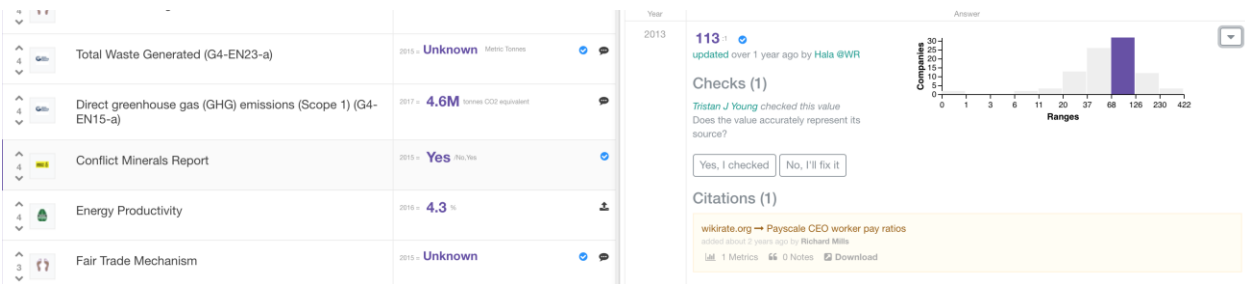 4
4
Total Waste Generated (G4-EN23-a)
2015 = Unknown Metric Tonnes
4
Direct greenhouse gas (GHG) emissions (Scope 1) (G4-
EN15-a)
2017 = 4.6M tonnes CO2 equivalent
4
Conflict Minerals Report
2015 = Yes /No,Yes
4
Energy Productivity
2016 = 4.3 %
3
Fair Trade Mechanism
2015 = Unknown
Year
Answer
2013
113
updated over 1 year ago by Hala @WR
Checks (1)
Tristan J Young checked this value
Does the value accurately represent its
source?
Yes, I checked
No, I'll fix it
Citations (1)
wikirate.org → Payscale CEO worker pay ratios
added about 2 years ago by Richard Mills
1 Metrics
0 Notes
Download
Companies
30
25
20
15
10
5
0
0 1 3 6 11 20 37 68 126 230 422
Ranges